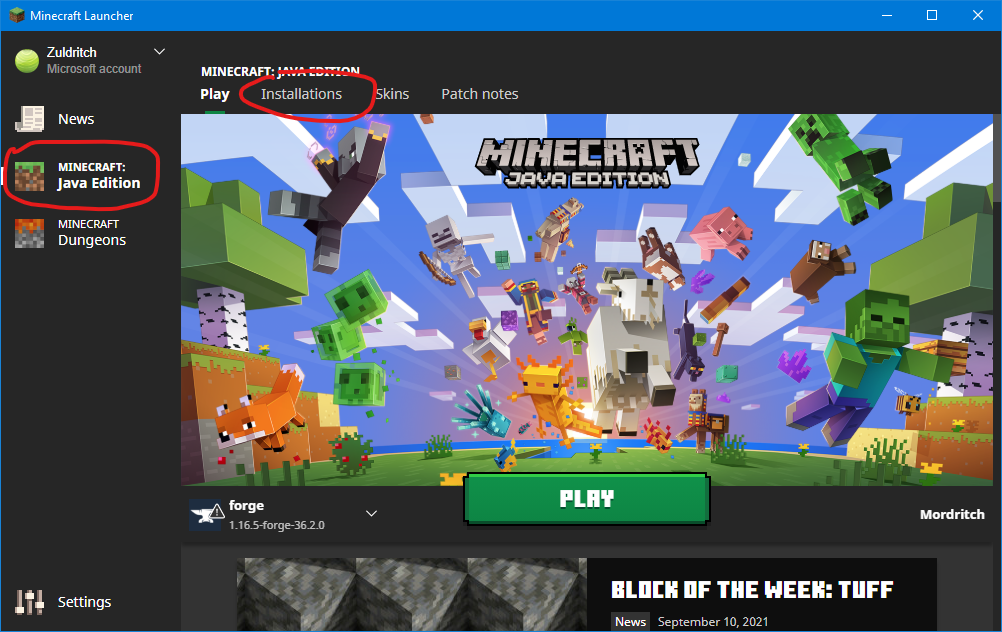 Minecraft Launcher
Zuldritch
Microsoft account
News
MINECRAFT:
Java Edition
MINECRAFT
Dungeons
Settings
MINECRAFT: JAVA EDITION
Play Installations Skins Patch notes
MINECRAFT
JAVA EDITION
forge
1.16.5-forge-36.2.0
PLAY
Mordritch
BLOCK OF THE WEEK: TUFF
News September 10, 2021